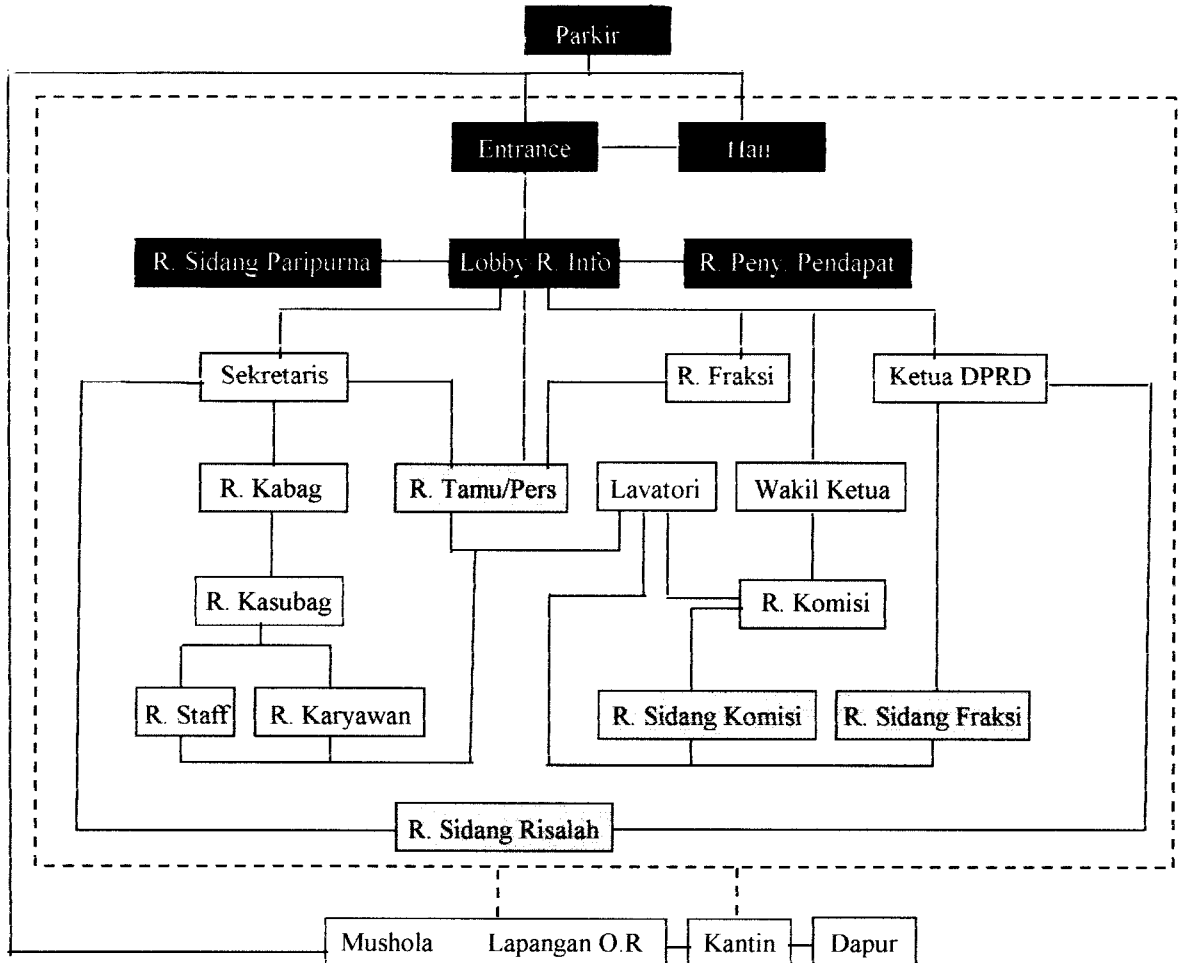 Parkir
Entrance
Hall
R. Sidang Paripurna
Lobby R. Info
R. Peny. Pendapat
Sekretaris
R. Fraksi
Ketua DPRD
R. Kabag
R. Tamu/Pers
Lavatori
Wakil Ketua
R. Kasubag
R. Komisi
R. Staff
R. Karyawan
R. Sidang Komisi
R. Sidang Fraksi
R. Sidang Risalah
Mushola
Lapangan O.R
Kantin
Dapur